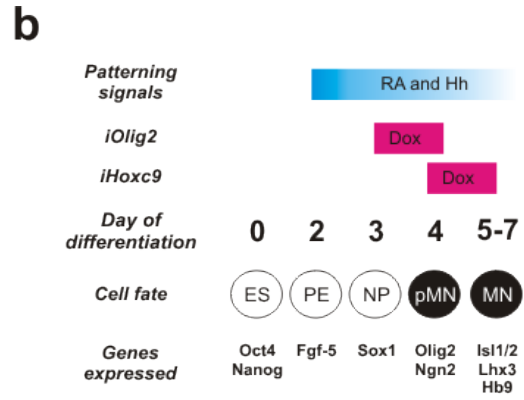 b
Patterning
signals
RA and Hh
iOlig2
Dox
iHoxc9
Dox
Day of
differentiation
0 2 3 4 5-7
Cell fate
ES PE NP pMN MN
Genes
expressed
Oct4 Fgf-5 Sox1 Olig2 Isl1/2
Nanog Ngn2 Lhx3
Hb9